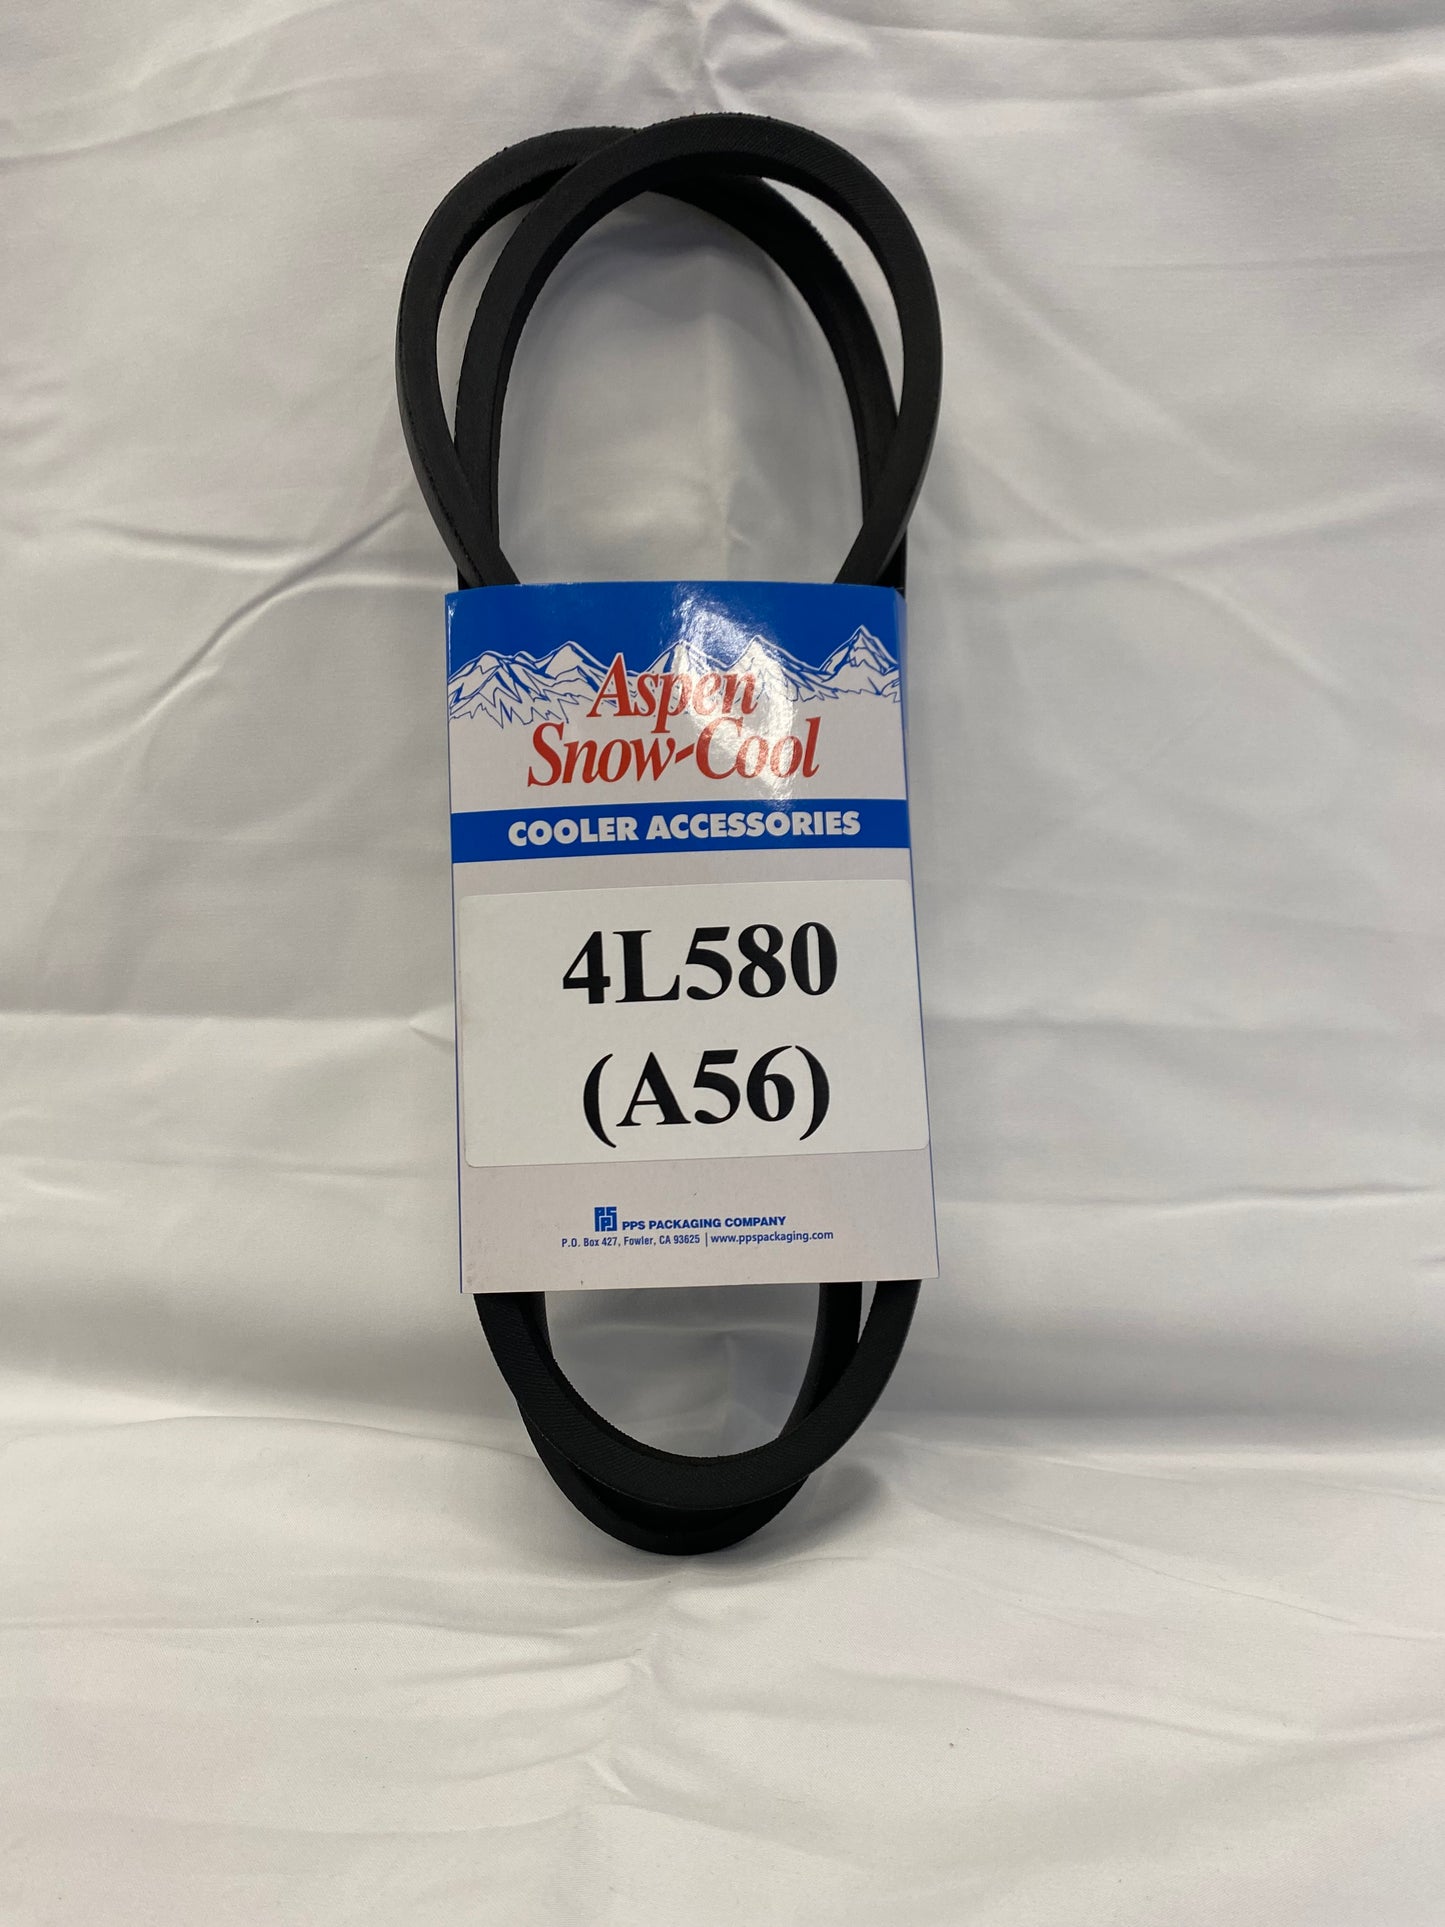 Aspen
Snow-Cool
COOLER ACCESSORIES
4L580
(A56)
PPS PACKAGING COMPANY
P.O. Box 427, Fowler, CA 93625 | www.ppspackaging.com